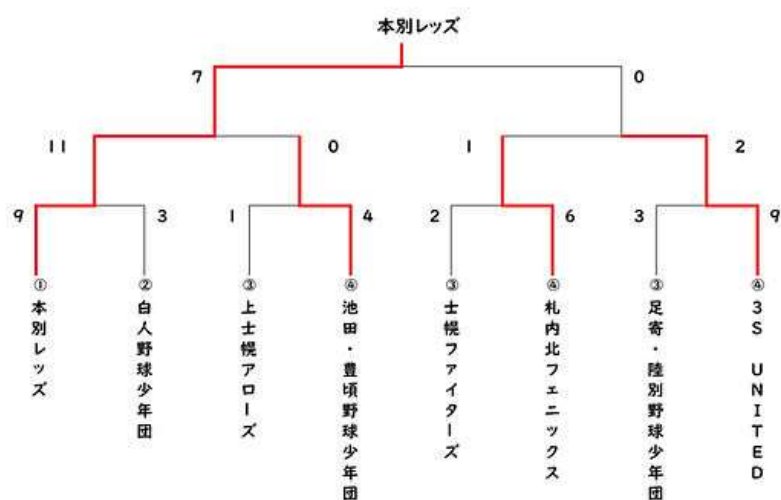 本別レッズ
7
0
11
0
1
2
9
3
1
4
2
6
3
9
①本別レッズ
②白人野球少年団
③上士幌アローズ
④池田・豊頃野球少年団
③士幌ファイターズ
④札内北フェニックス
③足寄・陸別野球少年団
④3S UNITED